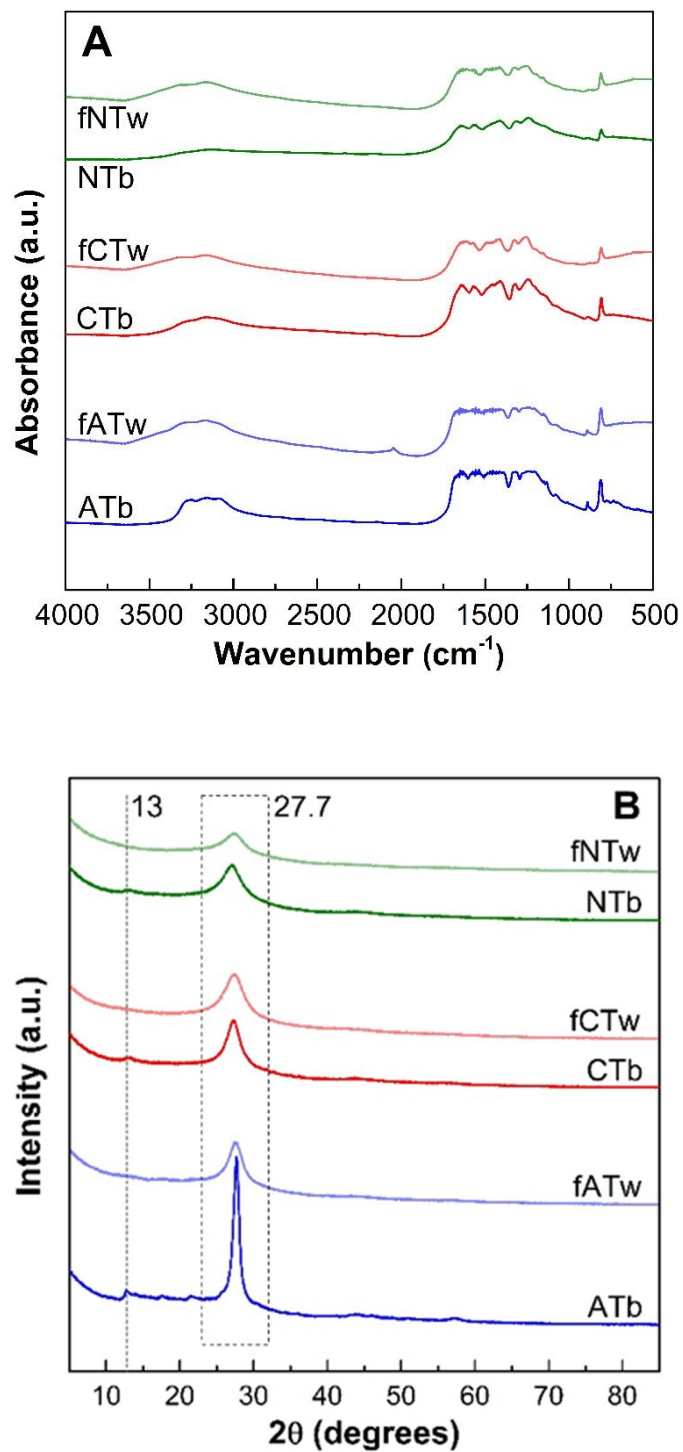 A
fNTw
NTb
fCTw
CTb
fATw
ATb
Absorbance (a.u.)
4000 3500 3000 2500 2000 1500 1000 500
Wavenumber (cm⁻¹)
13 27.7 B
fNTw
NTb
fCTw
CTb
fATw
ATb
Intensity (a.u.)
10 20 30 40 50 60 70 80
2θ (degrees)